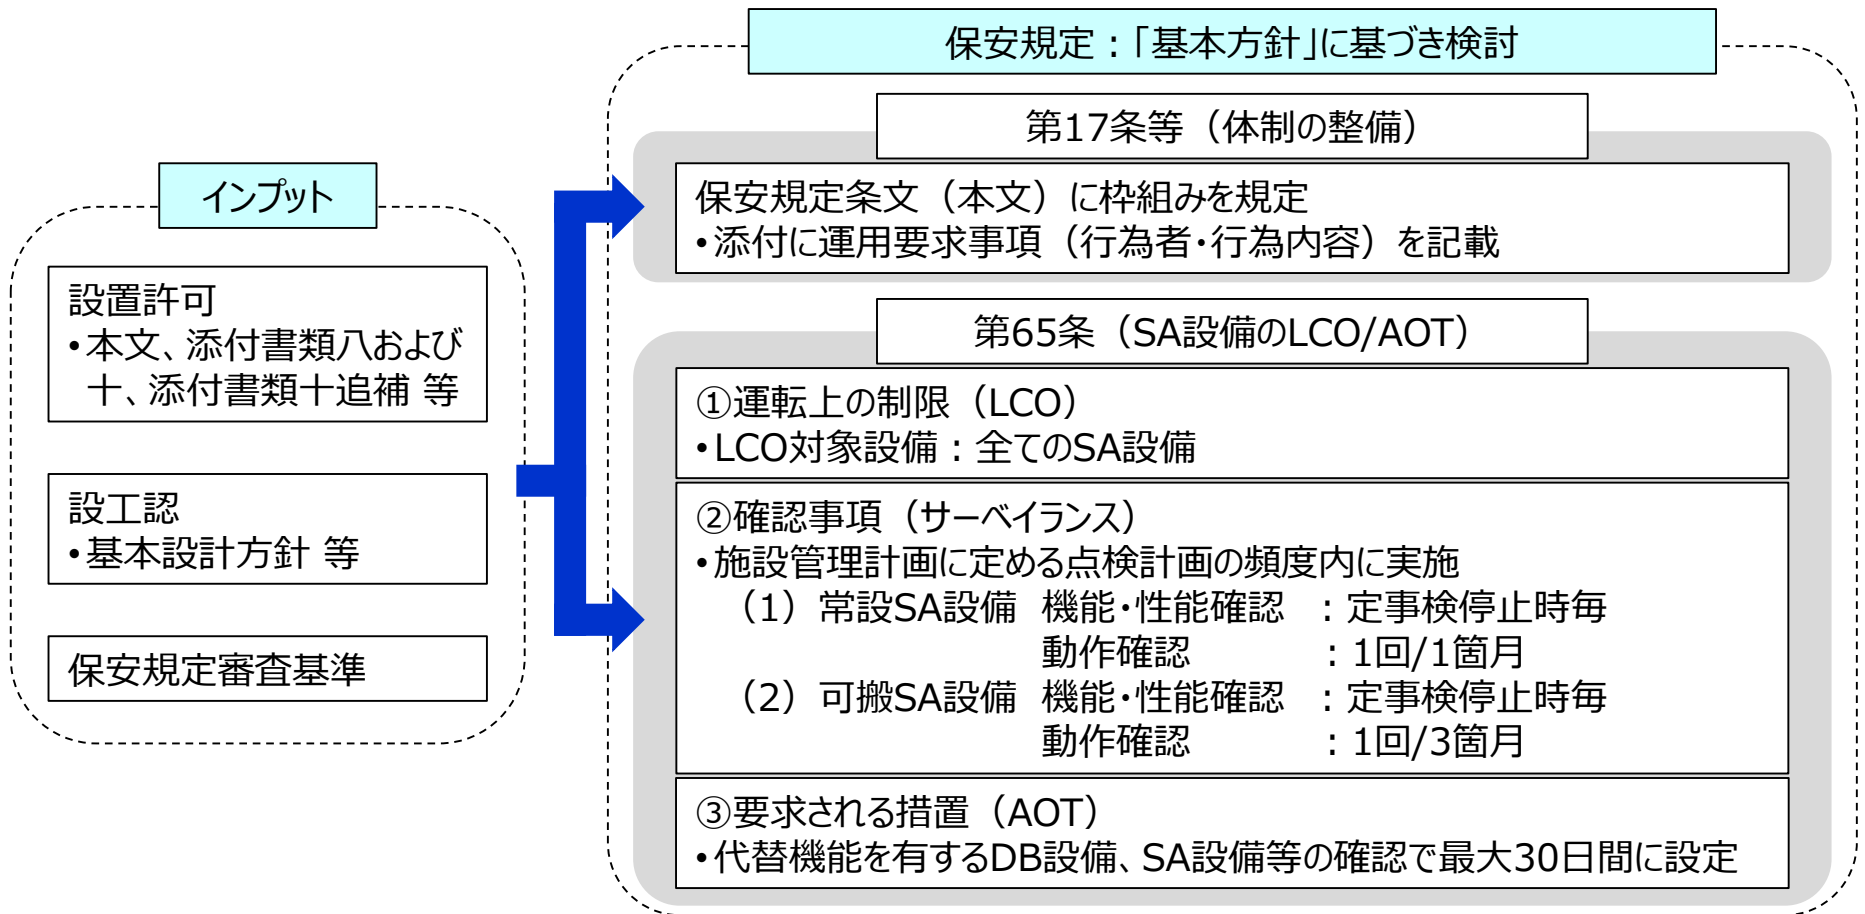 インプット
設置許可
•本文、添付書類八および
十、添付書類十追補 等
設工認
•基本設計方針 等
保安規定審査基準
保安規定：「基本方針」に基づき検討
第17条等（体制の整備）
保安規定条文（本文）に枠組みを規定
•添付に運用要求事項（行為者・行為内容）を記載
第65条（SA設備のLCO/AOT）
①運転上の制限（LCO）
•LCO対象設備：全てのSA設備
②確認事項（サーベイランス）
•施設管理計画に定める点検計画の頻度内に実施
（1）常設SA設備 機能・性能確認 ：定事検停止時毎
動作確認 ：1回/1箇月
（2）可搬SA設備 機能・性能確認 ：定事検停止時毎
動作確認 ：1回/3箇月
③要求される措置（AOT）
•代替機能を有するDB設備、SA設備等の確認で最大30日間に設定